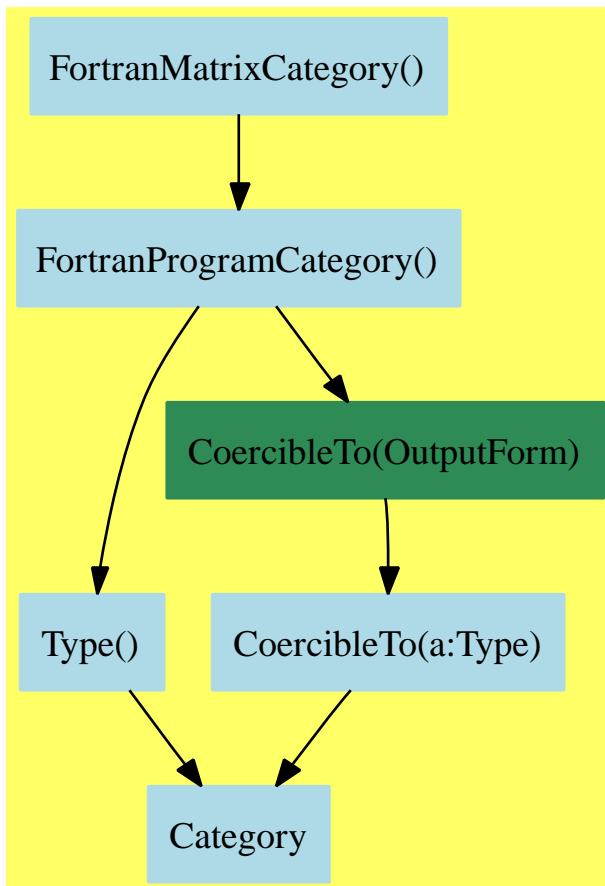 FortranMatrixCategory()
FortranProgramCategory()
CoercibleTo(OutputForm)
Type()
CoercibleTo(a:Type)
Category